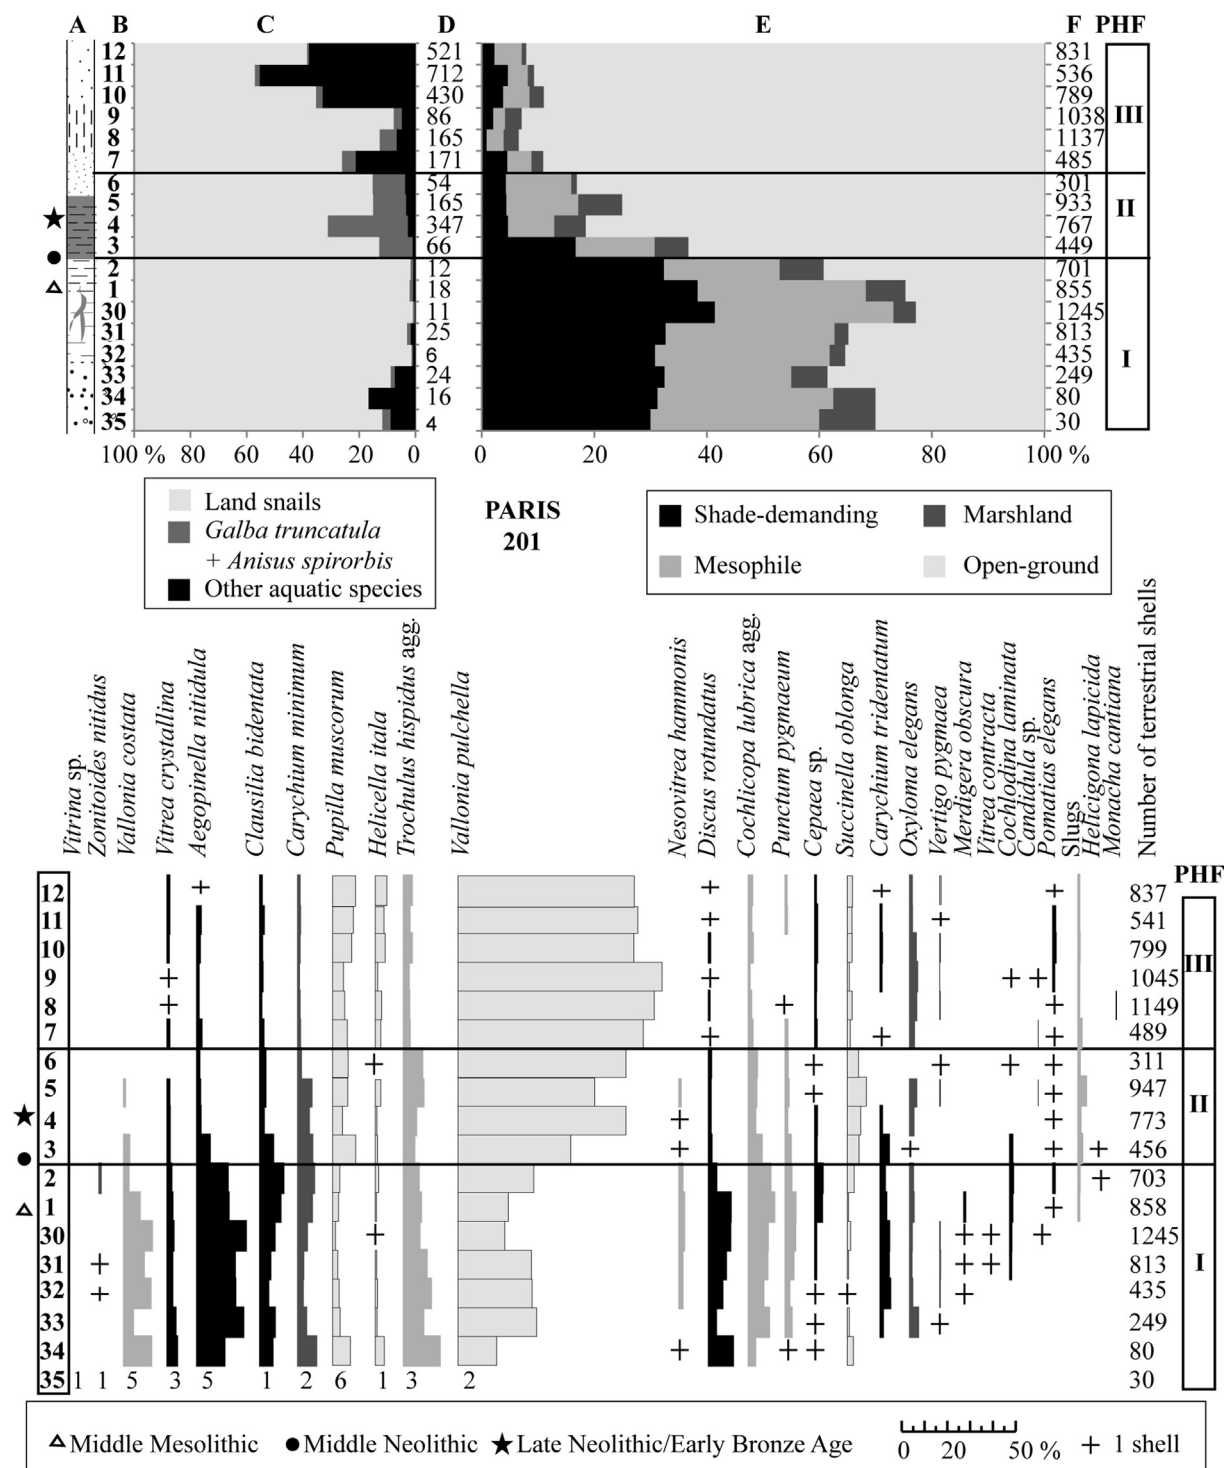 A B C D E F PHF
12 521 831
11 712 536
10 430 789
9 86 1038 III
8 165 1137
7 171 485
6 54 301
5 165 933 II
4 347 767
3 66 449
2 12 701
1 18 855
30 11 1245
31 25 813
32 6 435 I
33 24 249
34 16 80
35 4 30
100 % 80 60 40 20 0 0 20 40 60 80 100 %
Land snails
Galba truncatula
+ Anisus spirorbis
Other aquatic species
PARIS
201
Shade-demanding Marshland
Mesophile Open-ground
Vitrina sp.
Zonitoides nitidus
Vallonia costata
Vitrea crystallina
Aegopinella nitidula
Clausilia bidentata
Carychium minimum
Pupilla muscorum
Helicella itala
Trochulus hispidus agg.
Vallonia pulchella
Nesovitrea hammonis
Discus rotundatus
Cochlicopa lubrica agg.
Punctum pygmaeum
Cepaea sp.
Succinella oblonga
Carychium tridentatum
Oxyloma elegans
Vertigo pygmaea
Merdigera obscura
Vitrea contracta
Cochlodina laminata
Candidula sp.
Pomatias elegans
Slugs
Helicigona lapicida
Monacha cantiana
Number of terrestrial shells
PHF
12 + + + + 837
11 + + 541
10 799
9 + + + + 1045 III
8 + + + 1149
7 + + + 489
6 + + + + + 311
5 + + 947 II
4 + + 773
3 + + + + 456
2 + 703
1 + 858
30 + + + + 1245
31 + + + 813 I
32 + + + + 435
33 + + 249
34 + + + 80
35 1 1 5 3 5 1 2 6 1 3 2 30
Middle Mesolithic Middle Neolithic Late Neolithic/Early Bronze Age 0 20 50 % + 1 shell